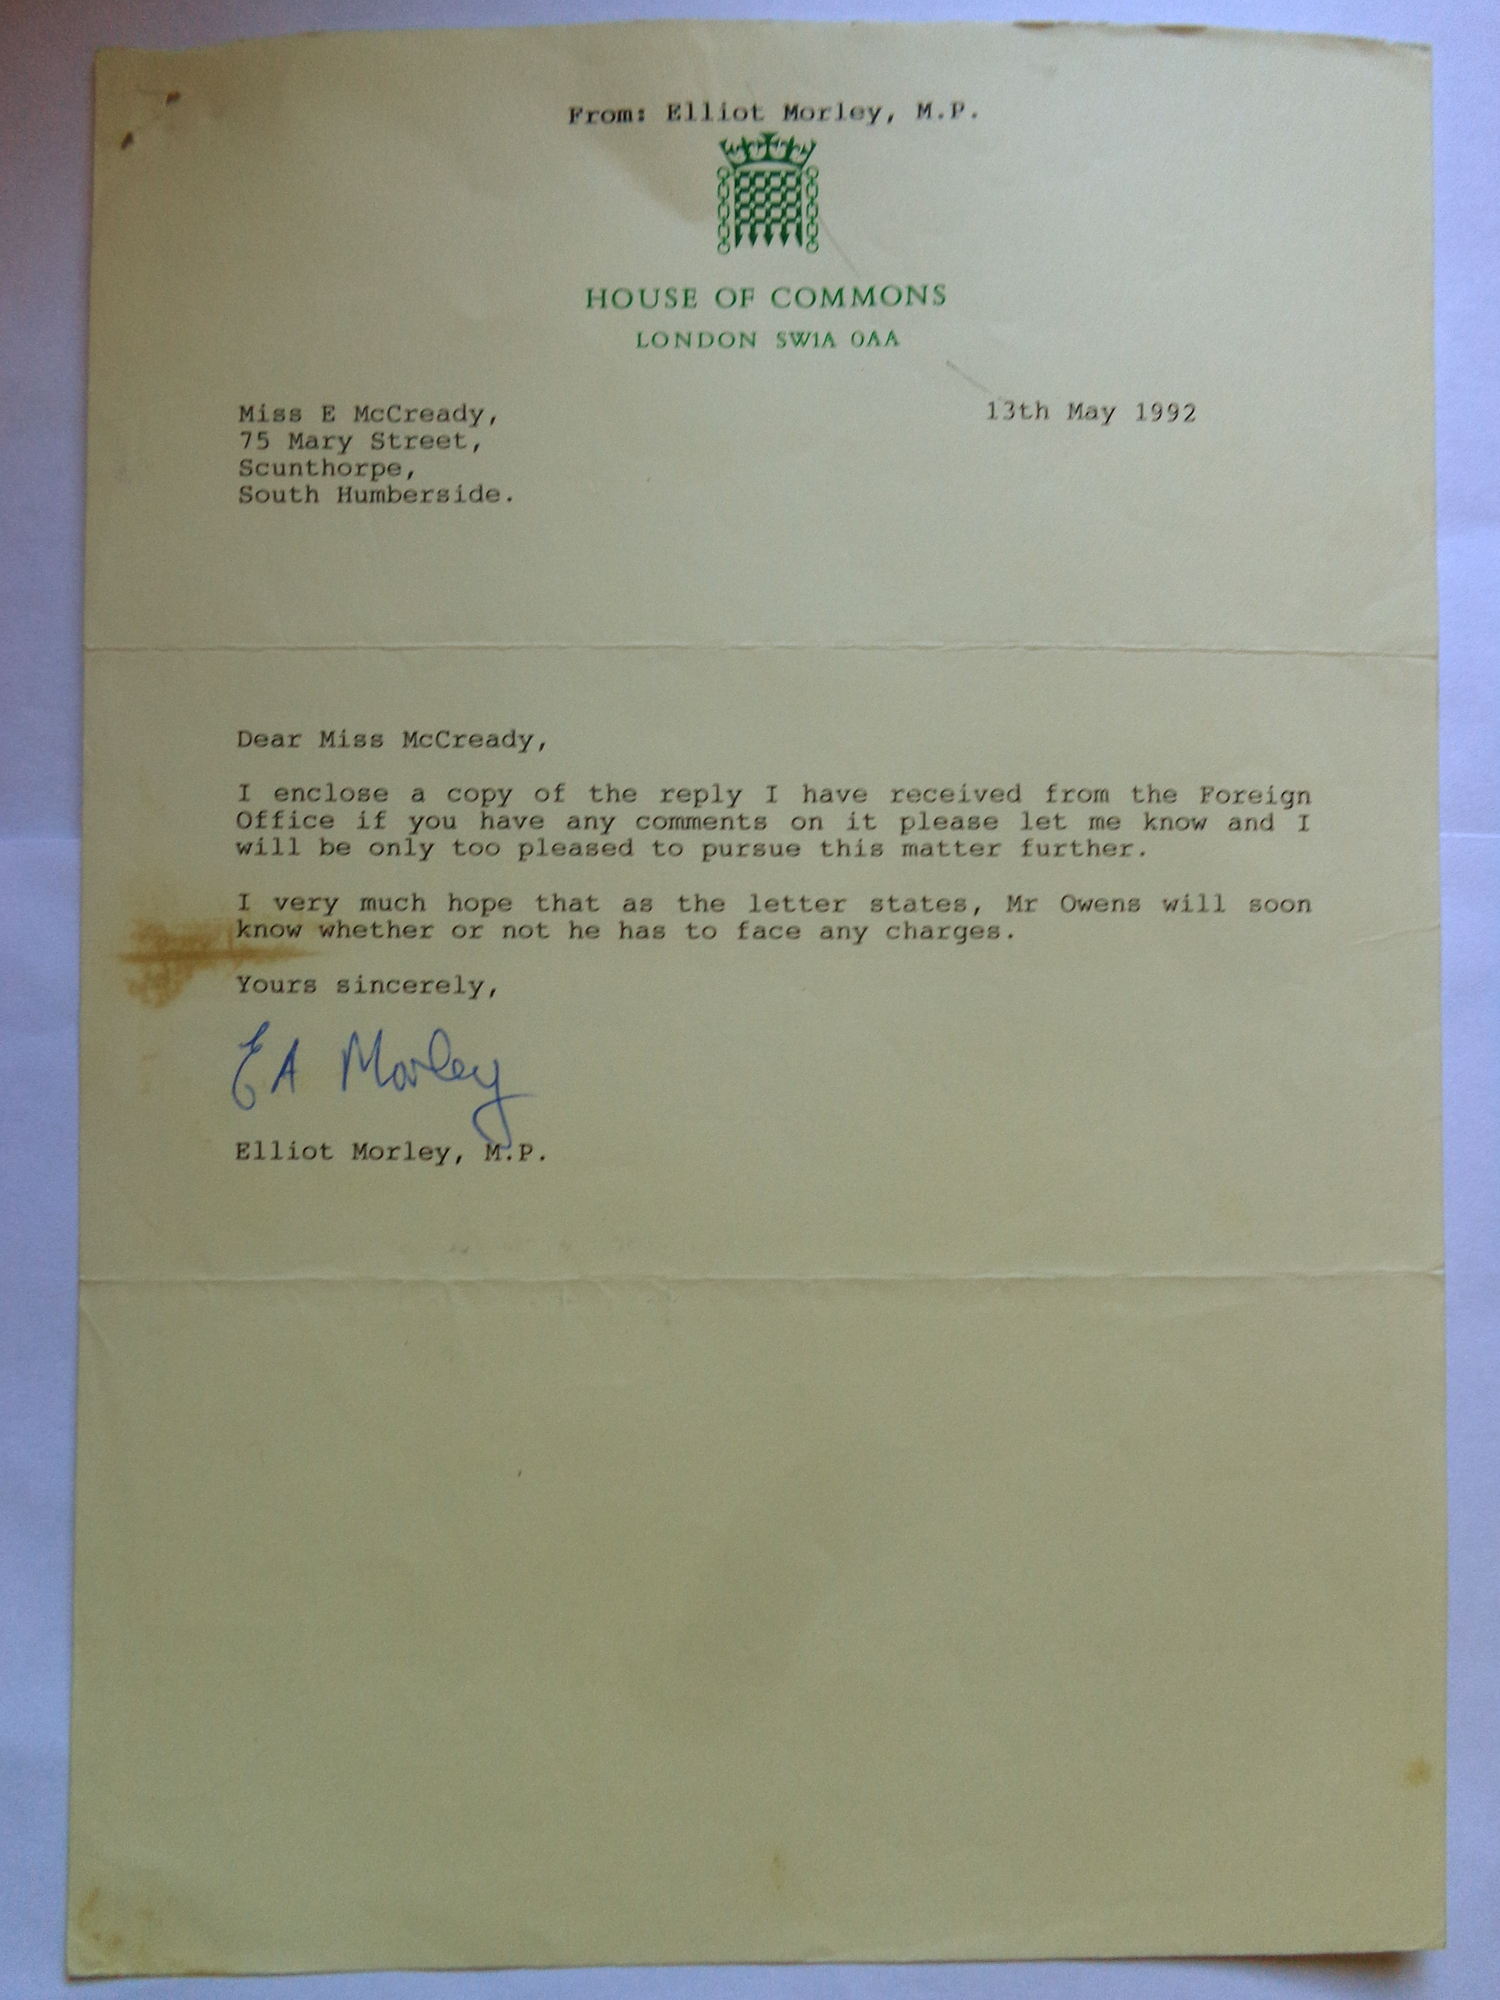 From: Elliot Morley, M.P.
HOUSE OF COMMONS
LONDON SW1A 0AA
Miss E McCready,
13th May 1992
75 Mary Street,
Scunthorpe,
South Humberside.
Dear Miss McCready,
I enclose a copy of the reply I have received from the Foreign
Office if you have any comments on it please let me know and I
will be only too pleased to pursue this matter further.
I very much hope that as the letter states, Mr Owens will soon
know whether or not he has to face any charges.
Yours sincerely,
E A Morley
Elliot Morley, M.P.